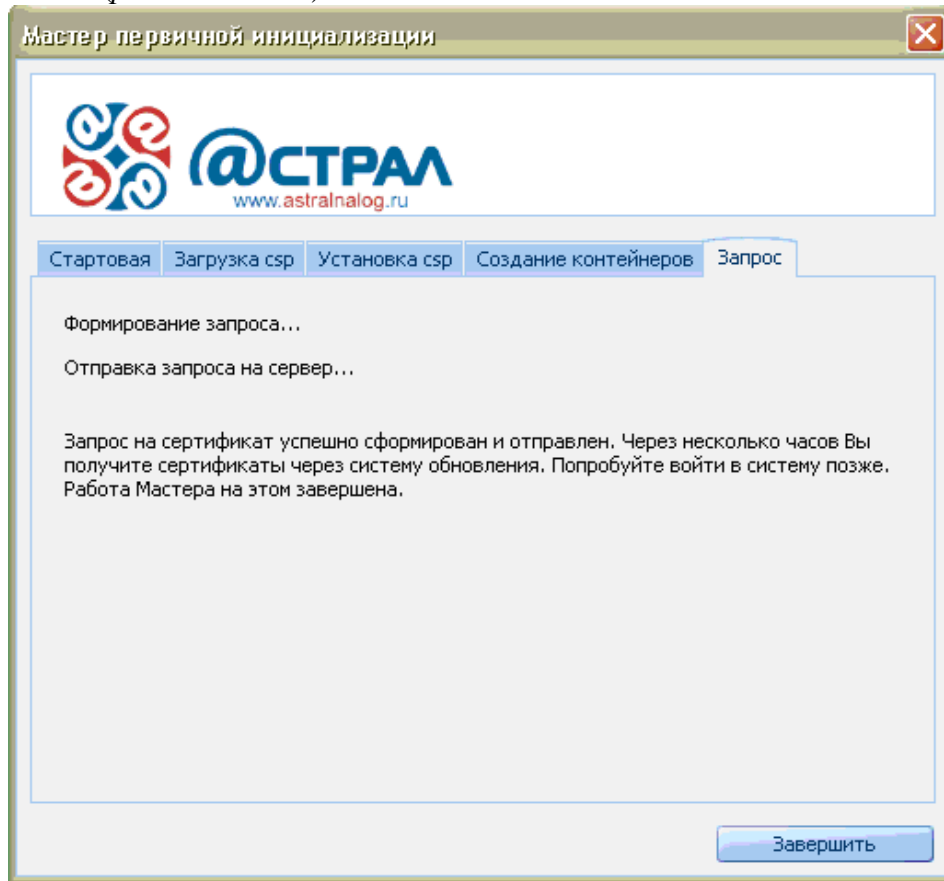 Мастер первичной инициализации
@СТРАЛ
www.astralnalog.ru
Стартовая Загрузка csp Установка csp Создание контейнеров Запрос
Формирование запроса...
Отправка запроса на сервер...
Запрос на сертификат успешно сформирован и отправлен. Через несколько часов Вы
получите сертификаты через систему обновления. Попробуйте войти в систему позже.
Работа Мастера на этом завершена.
Завершить